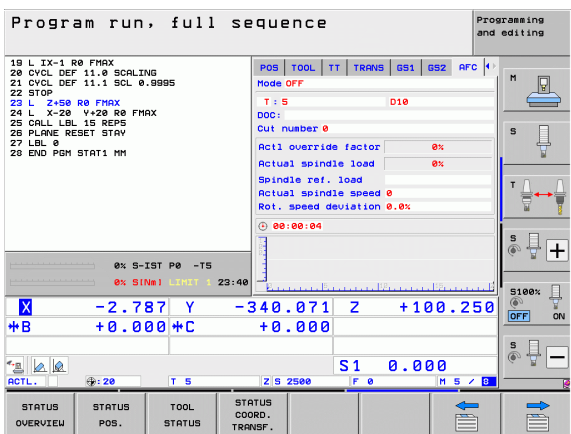 Program run, full sequence
Programming
and editing
19 L IX-1 R0 FMAX
20 CYCL DEF 11.0 SCALING
21 CYCL DEF 11.1 SCL 0.9995
22 STOP
23 L Z+50 R0 FMAX
24 L X-20 Y+20 R0 FMAX
25 CALL LBL 15 REP5
26 PLANE RESET STAY
27 LBL 0
28 END PGM STAT1 MM
POS TOOL TT TRANS GS1 GS2 AFC
Mode OFF
T : 5 D10
DOC:
Cut number 0
Actl override factor 0%
Actual spindle load 0%
Spindle ref. load
Actual spindle speed 0
Rot. speed deviation 0.0%
00:00:04
0% S-IST P0 -T5
0% S[Nm] LIMIT 1 23:40
X -2.787 Y -340.071 Z +100.250
B +0.000 C +0.000
S1 0.000
ACTL. : 20 T 5 Z S 2500 F 0 M 5 / 8
M
S
T
S
S100%
OFF ON
S
STATUS
OVERVIEW
STATUS
POS.
TOOL
STATUS
STATUS
COORD.
TRANSF.